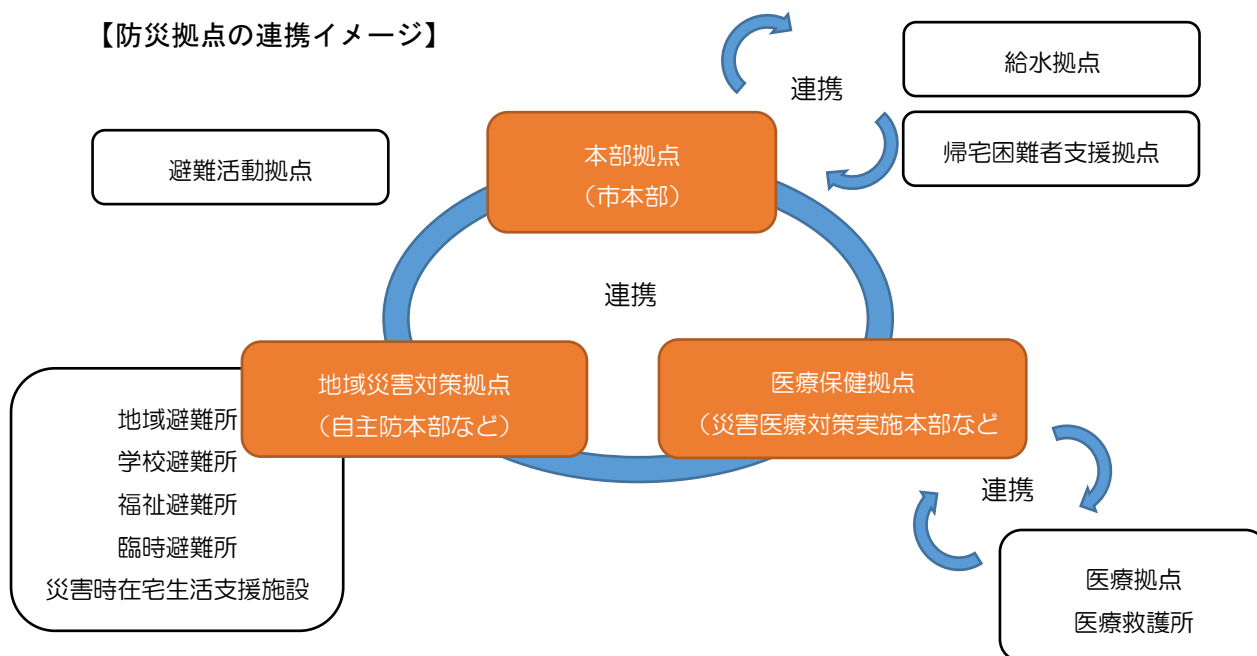 【防災拠点の連携イメージ】
連携
給水拠点
帰宅困難者支援拠点
避難活動拠点
本部拠点
（市本部）
連携
地域災害対策拠点
（自主防本部など）
医療保健拠点
（災害医療対策実施本部など
地域避難所
学校避難所
福祉避難所
臨時避難所
災害時在宅生活支援施設
連携
医療拠点
医療救護所